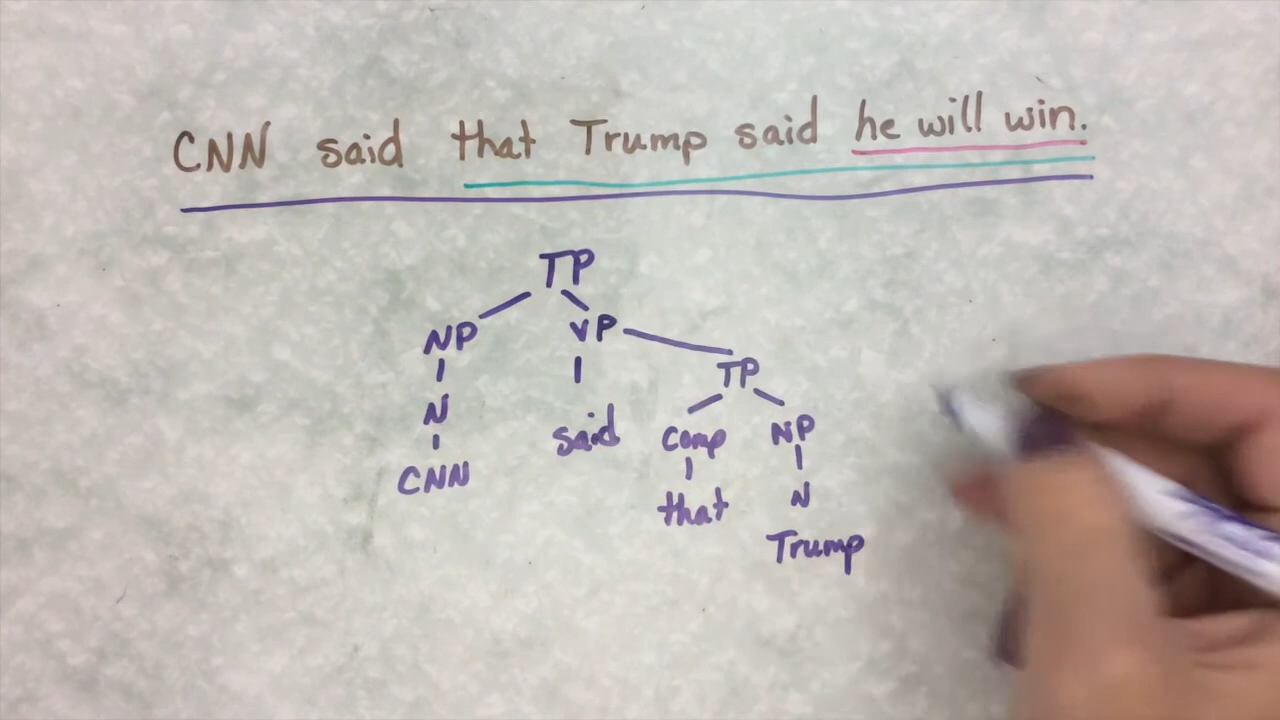 CNN said that Trump said he will win.
TP
NP VP
TP
N said Comp NP
CNN that N
Trump